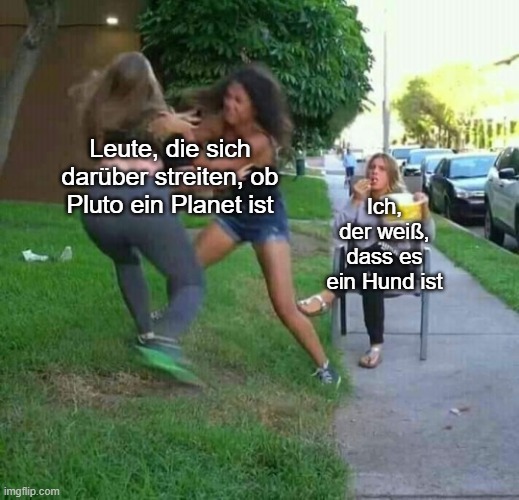 Leute, die sich
darüber streiten, ob
Pluto ein Planet ist
Ich,
der weiß,
dass es
ein Hund ist
imgflip.com